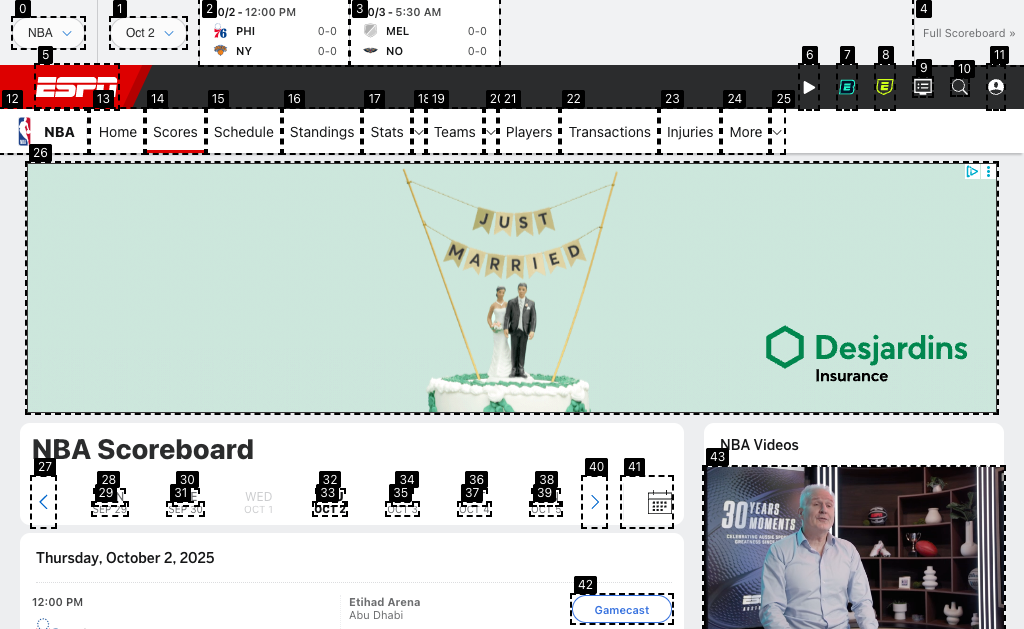 NBA
Oct 2
0/2 - 12:00 PM
PHI 0-0
NY 0-0
0/3 - 5:30 AM
MEL 0-0
NO 0-0
Full Scoreboard »
0
1
2
3
4
5
6
7
8
9
10
11
ESPN
12
13
14
15
16
17
18
19
20
21
22
23
24
25
NBA
Home
Scores
Schedule
Standings
Stats
Teams
Players
Transactions
Injuries
More
26
JUST
MARRIED
Desjardins
Insurance
NBA Scoreboard
NBA Videos
27
28
29
SEP 29
30
31
SEP 30
WED
OCT 1
32
33
OCT 2
34
35
OCT 3
36
37
OCT 4
38
39
OCT 5
40
41
43
30 YEARS
MOMENTS
Thursday, October 2, 2025
12:00 PM
Etihad Arena
Abu Dhabi
42
Gamecast